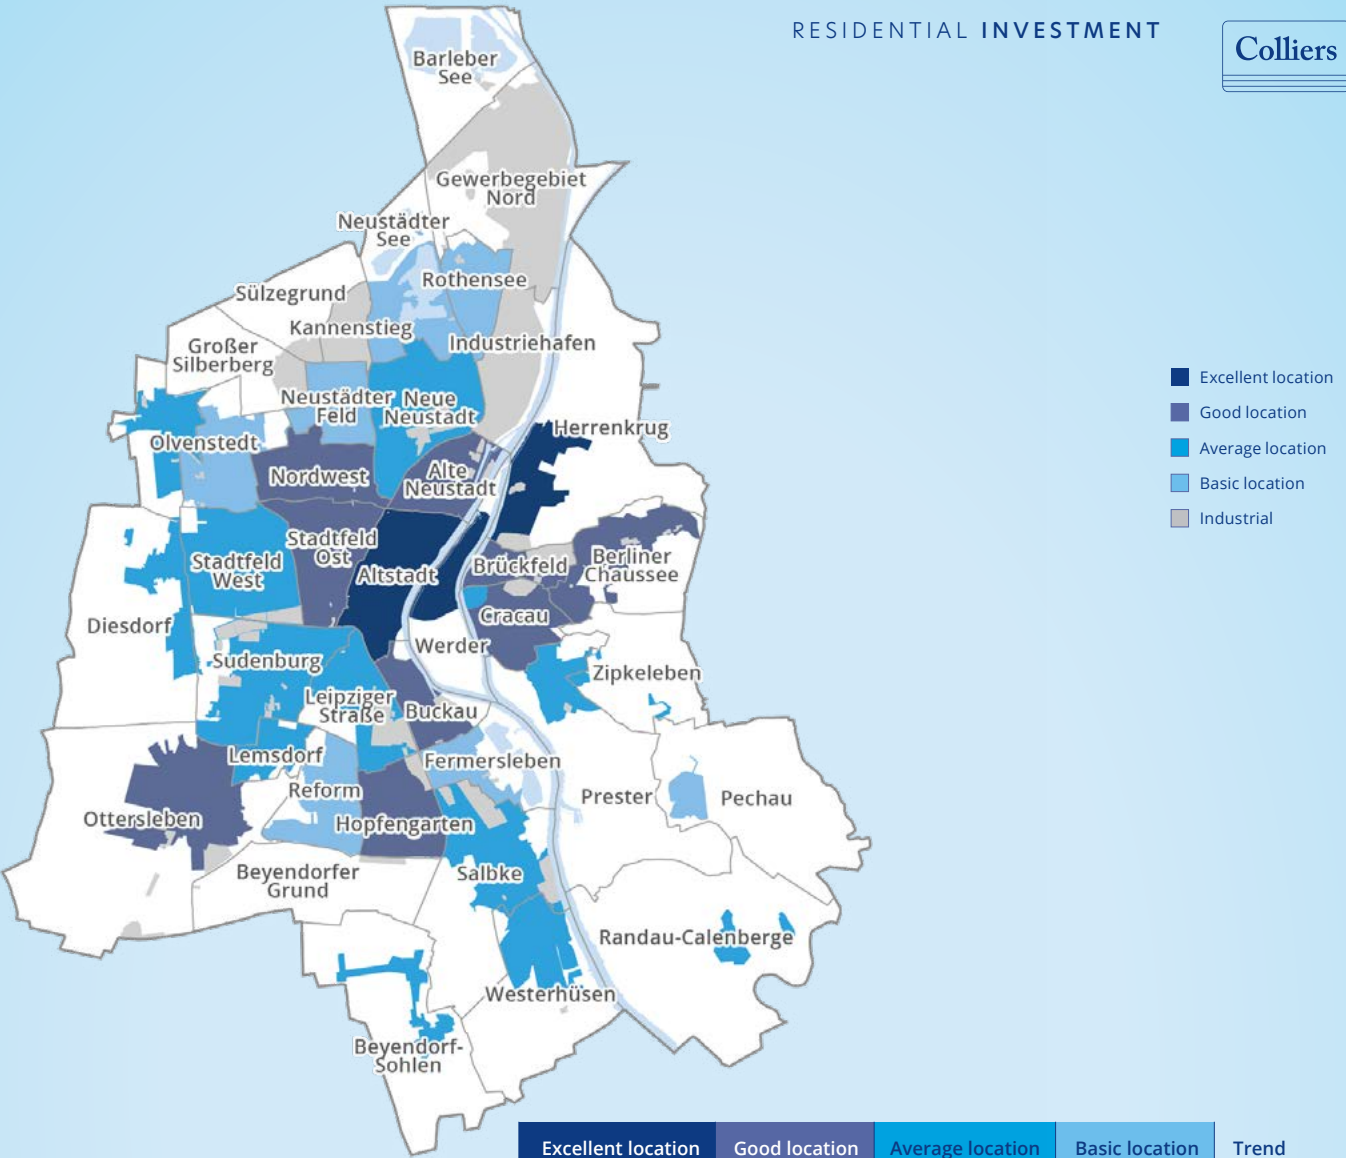 RESIDENTIAL INVESTMENT
Colliers
Barleber
See
Gewerbegebiet
Nord
Neustädter
See
Rothensee
Sülzegrund
Kannenstieg
Industriehafen
Großer
Silberberg
Neustädter
Feld
Neue
Neustadt
Herrenkrug
Olvenstedt
Nordwest
Alte
Neustadt
Stadtfeld
Ost
Stadtfeld
West
Altstadt
Brückfeld
Berliner
Chaussee
Cracau
Diesdorf
Werder
Sudenburg
Zipkeleben
Leipziger
Straße
Buckau
Lemsdorf
Fermersleben
Reform
Prester
Pechau
Ottersleben
Hopfengarten
Beyendorfer
Grund
Salbke
Randau-Calenberge
Westerhüsen
Beyendorf-
Sohlen
Excellent location
Good location
Average location
Basic location
Industrial
Excellent location Good location Average location Basic location Trend